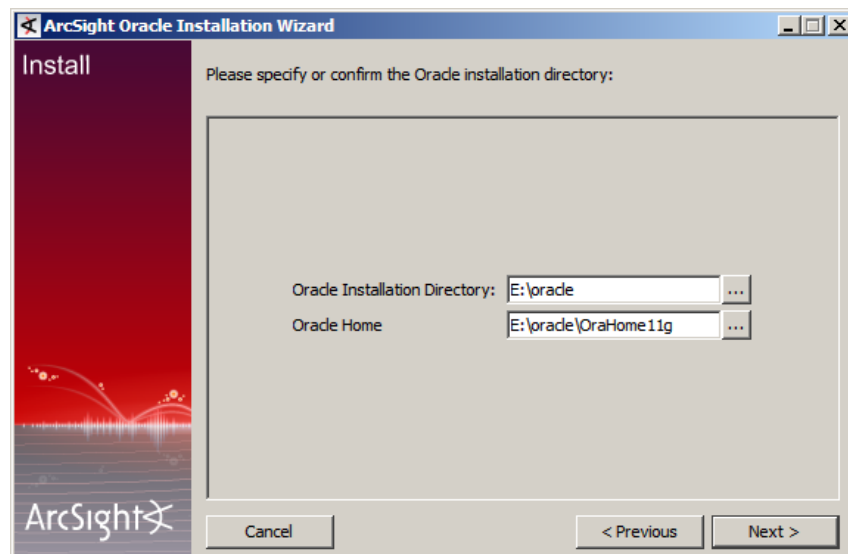 ArcSight Oracle Installation Wizard
Install
Please specify or confirm the Oracle installation directory:
Oracle Installation Directory: E:\oracle ...
Oracle Home E:\oracle\OraHome11g ...
ArcSight
Cancel < Previous Next >